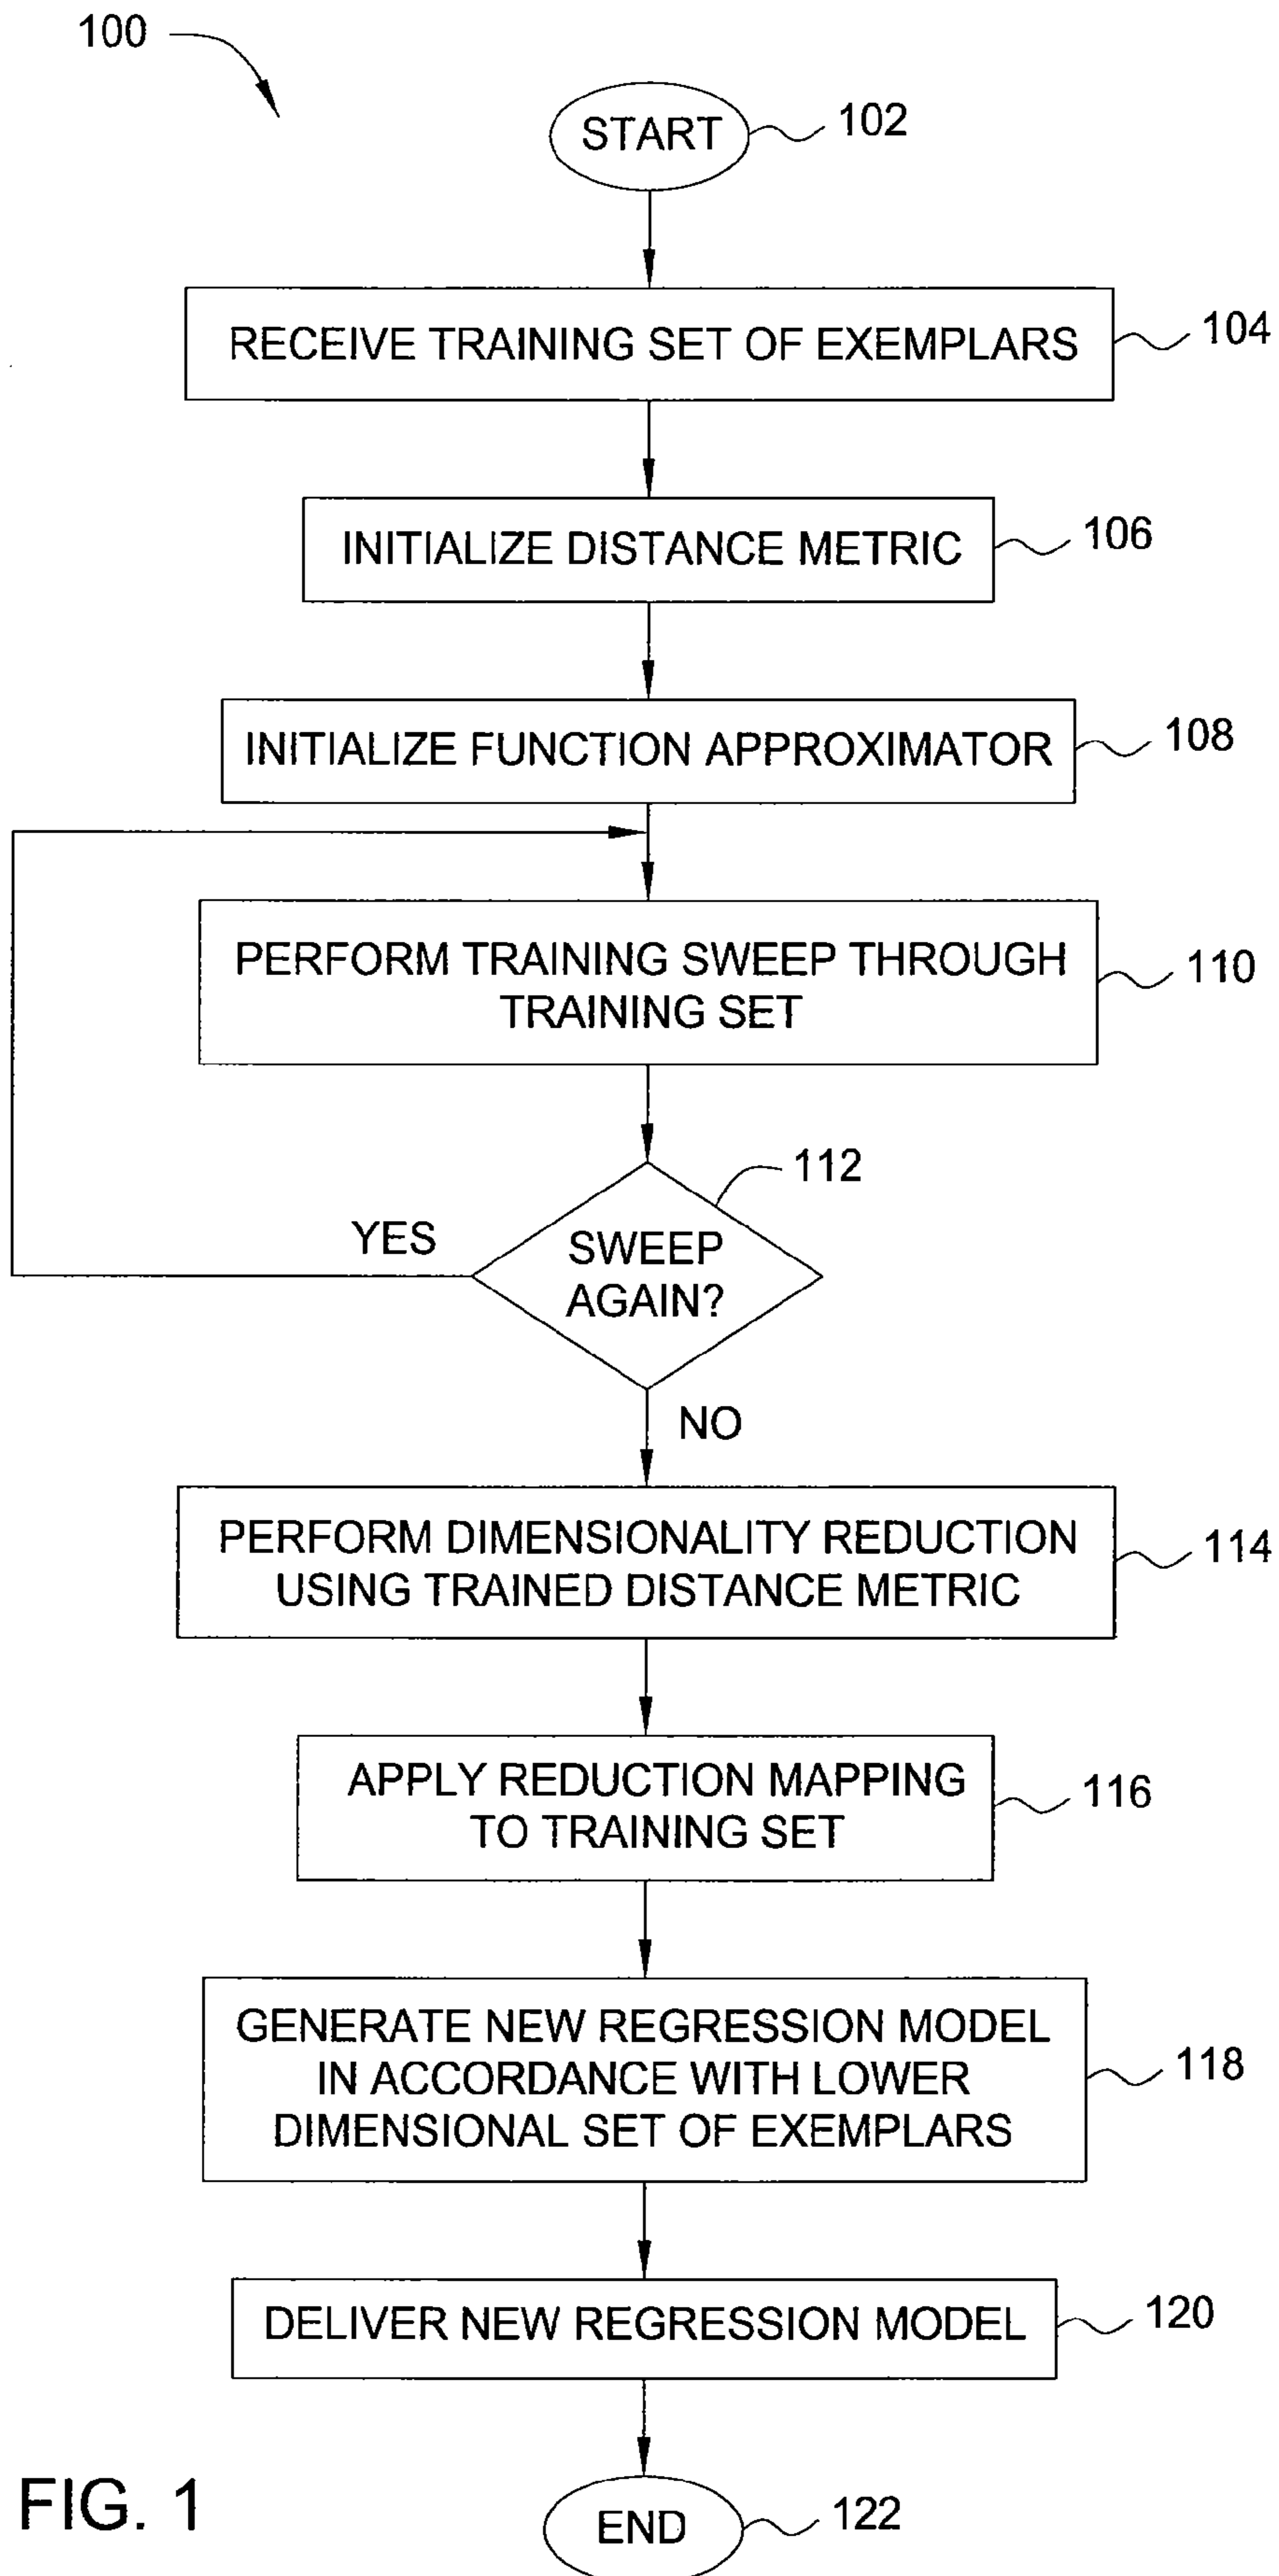 100
START
102
RECEIVE TRAINING SET OF EXEMPLARS
104
INITIALIZE DISTANCE METRIC
106
INITIALIZE FUNCTION APPROXIMATOR
108
PERFORM TRAINING SWEEP THROUGH
TRAINING SET
110
112
YES
SWEEP
AGAIN?
NO
PERFORM DIMENSIONALITY REDUCTION
USING TRAINED DISTANCE METRIC
114
APPLY REDUCTION MAPPING
TO TRAINING SET
116
GENERATE NEW REGRESSION MODEL
IN ACCORDANCE WITH LOWER
DIMENSIONAL SET OF EXEMPLARS
118
DELIVER NEW REGRESSION MODEL
120
END
122
FIG. 1